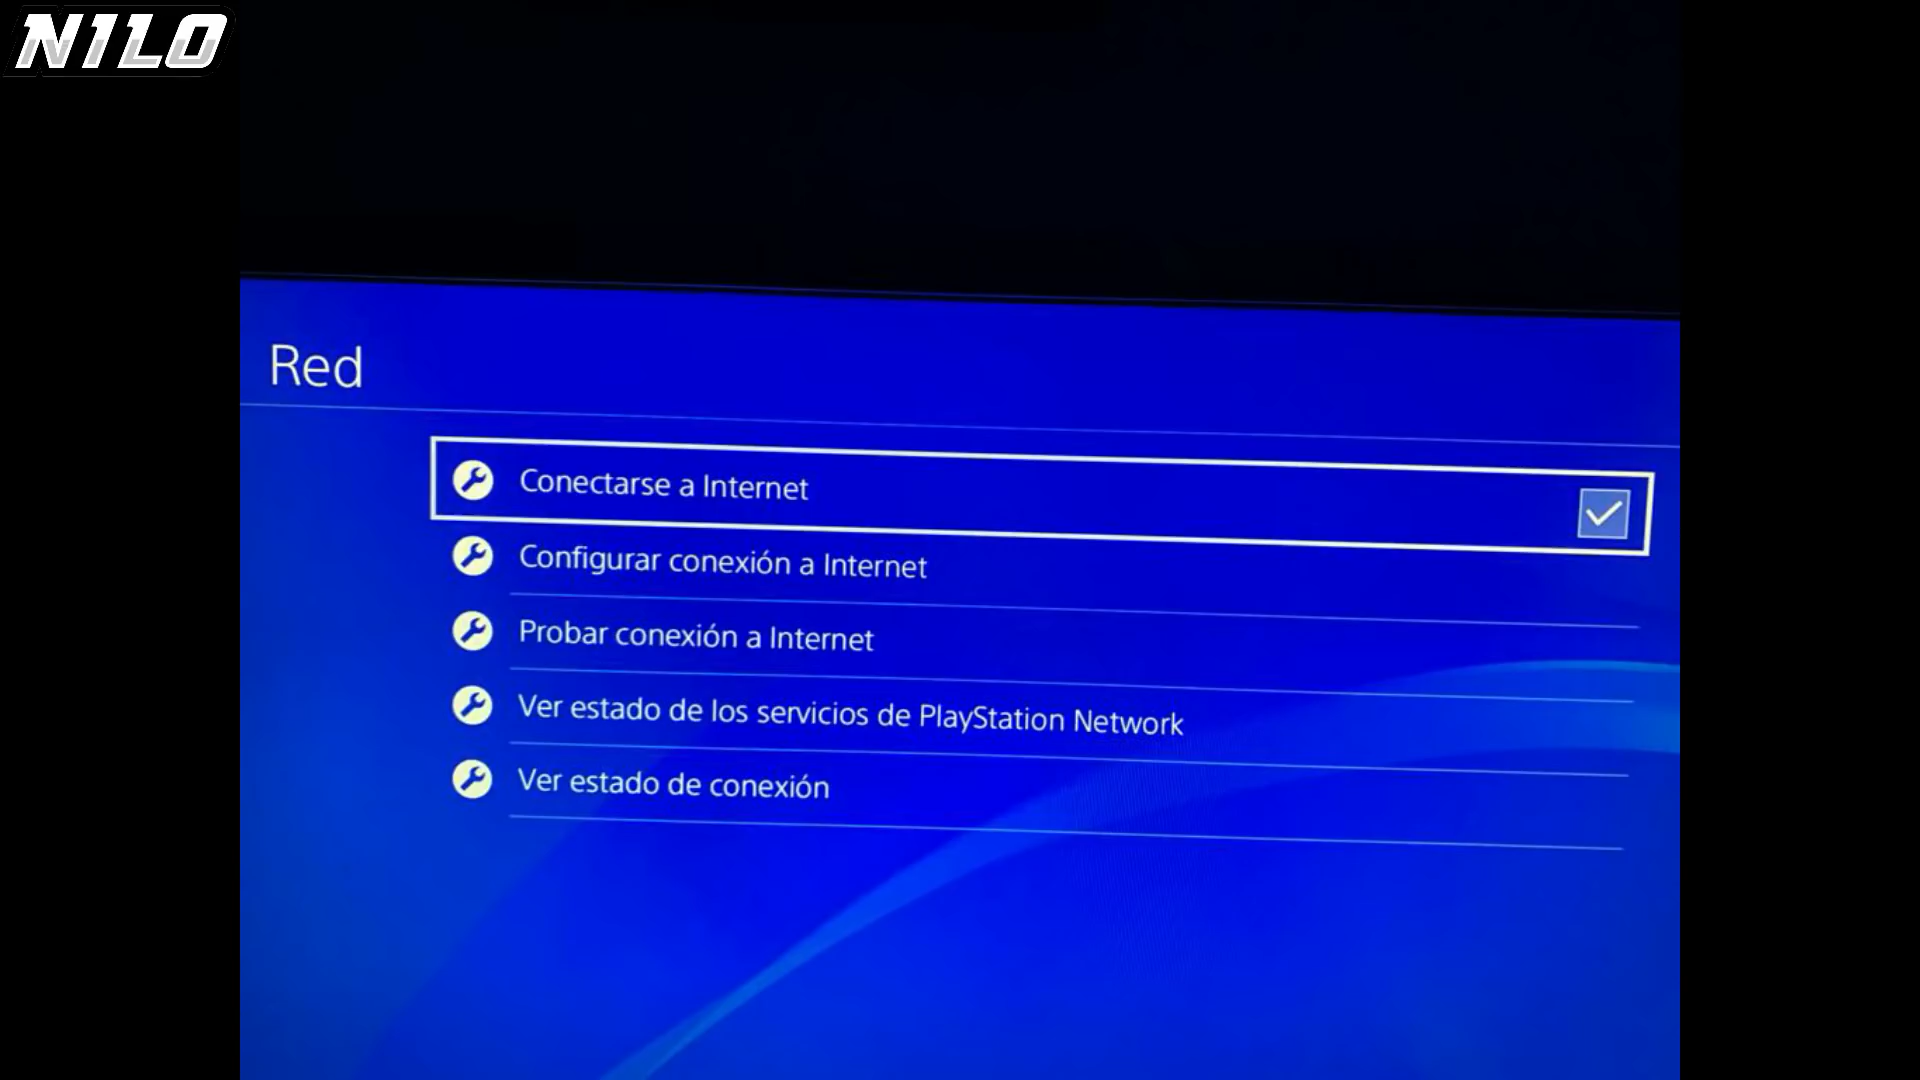 N1LO
Red
Conectarse a Internet
Configurar conexión a Internet
Probar conexión a Internet
Ver estado de los servicios de PlayStation Network
Ver estado de conexión